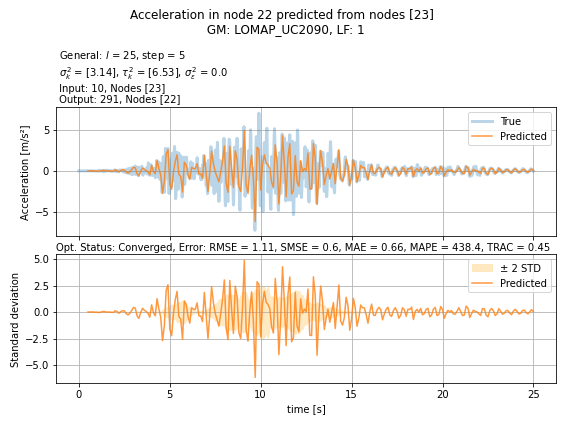 Acceleration in node 22 predicted from nodes [23]
GM: LOMAP_UC2090, LF: 1
General: l = 25, step = 5
σ²ₖ = [3.14], τ²ₖ = [6.53], σ²ε = 0.0
Input: 10, Nodes [23]
Output: 291, Nodes [22]
Acceleration [m/s²]
5
0
−5
True
Predicted
Opt. Status: Converged, Error: RMSE = 1.11, SMSE = 0.6, MAE = 0.66, MAPE = 438.4, TRAC = 0.45
Standard deviation
5.0
2.5
0.0
−2.5
−5.0
± 2 STD
Predicted
0 5 10 15 20 25
time [s]